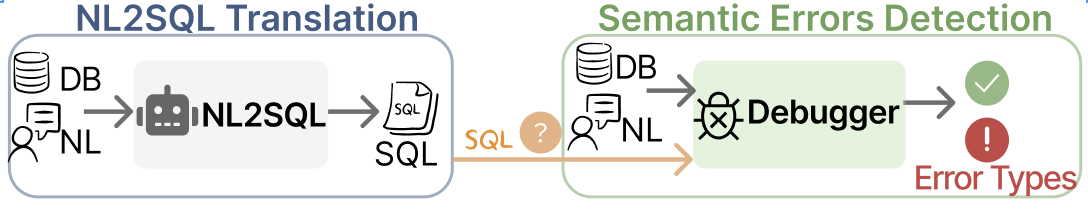 NL2SQL Translation
DB
NL
NL2SQL
SQL
SQL
SQL ?
Semantic Errors Detection
DB
NL
Debugger
!
Error Types